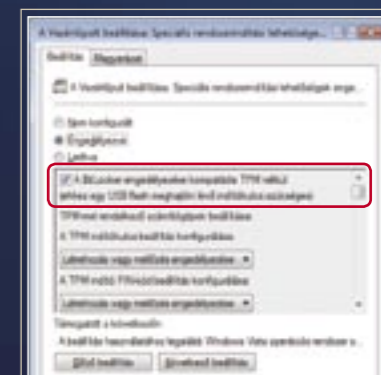 A Vezérlőpult beállítása: Speciális rendszerindítási lehetőségek...
Beállítás Magyarázat
A Vezérlőpult beállítása: Speciális rendszerindítási lehetőségek enge...
Nem konfigurált
Engedélyezve
Letiltva
A BitLocker engedélyezése kompatibilis TPM nélkül
(ehhez egy USB flash meghajtón lévő indítókulcs szükséges)
TPM-mel rendelkező számítógépek beállításai:
A TPM indítókulcs beállítás konfigurálása:
Létrehozás vagy mellőzés engedélyezése
A TPM indító PIN-kód beállítás konfigurálása:
Létrehozás vagy mellőzés engedélyezése
Támogatott a következőn:
A beállítás használatához legalább Windows Vista operációs rendszer s...
Előző beállítás Következő beállítás